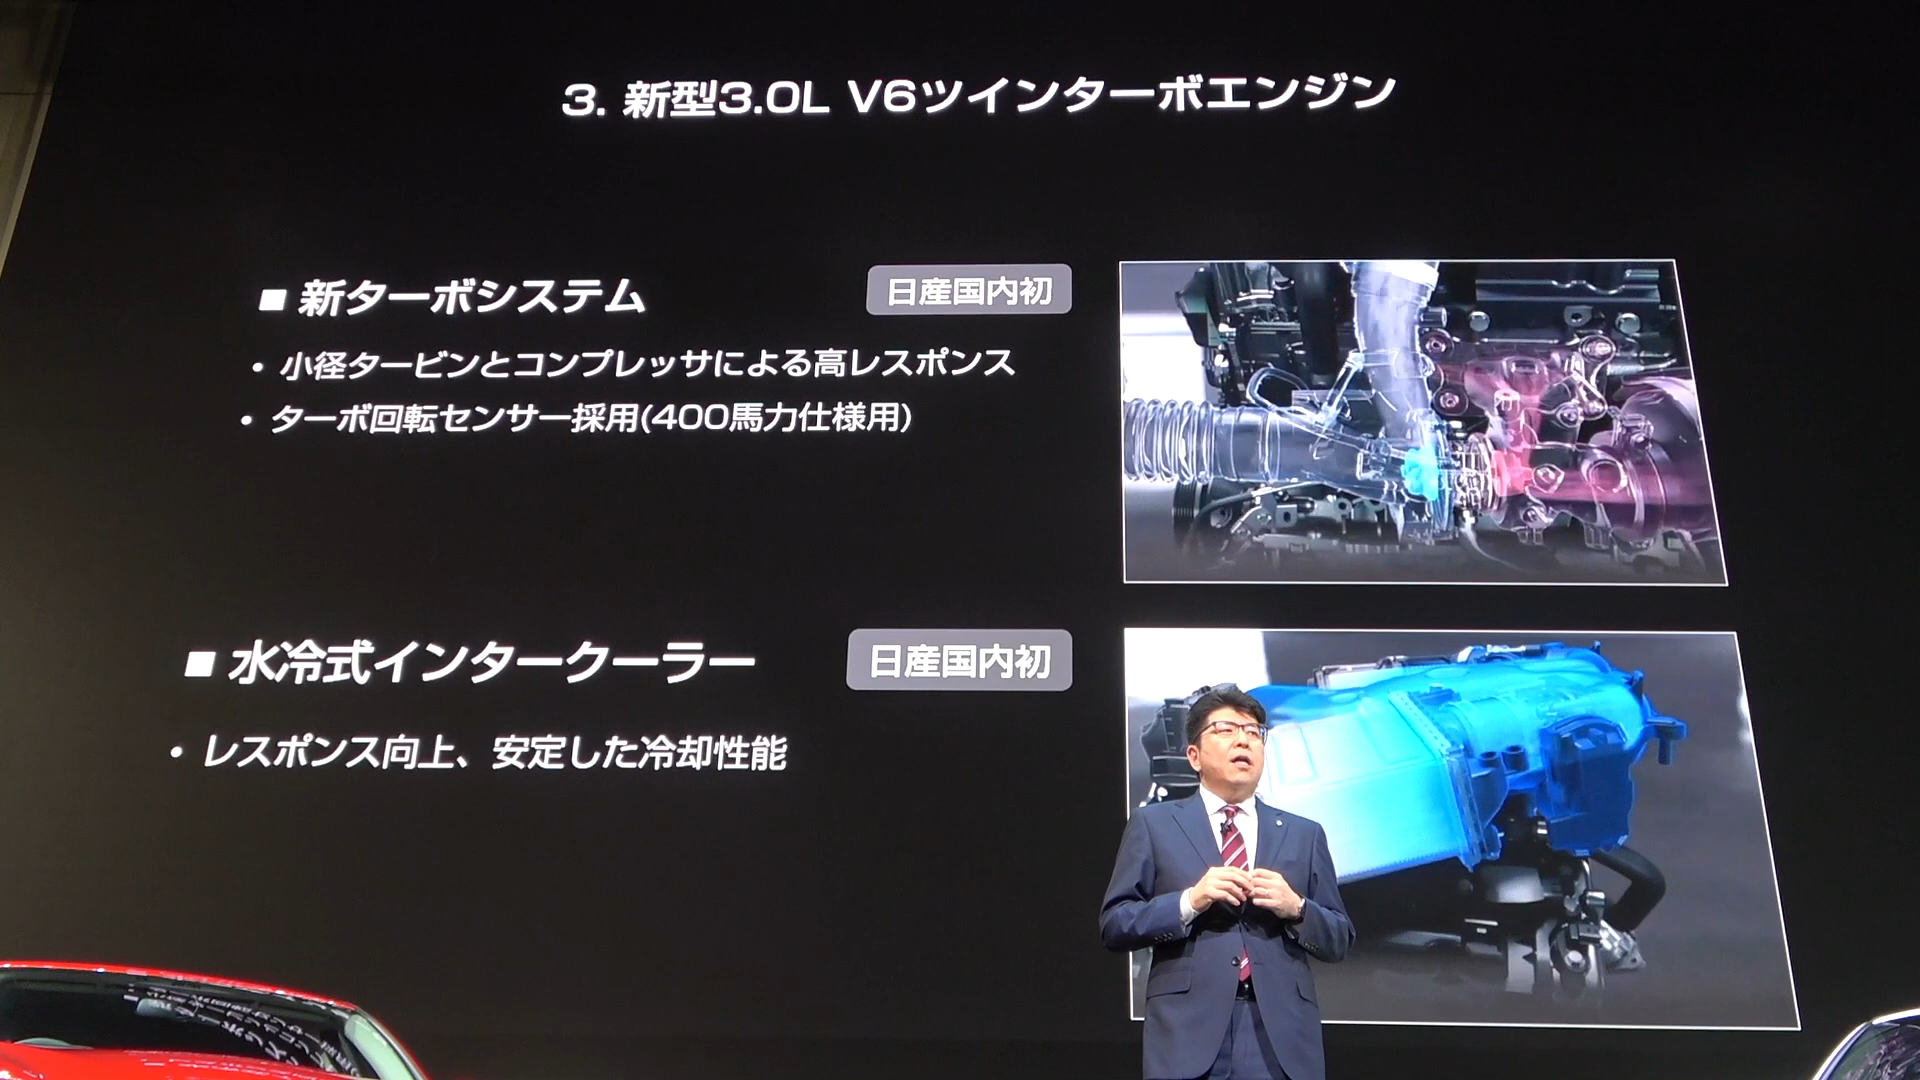 3. 新型3.0L V6ツインターボエンジン
■ 新ターボシステム 日産国内初
• 小径タービンとコンプレッサによる高レスポンス
• ターボ回転センサー採用(400馬力仕様用)
■ 水冷式インタークーラー 日産国内初
• レスポンス向上、安定した冷却性能